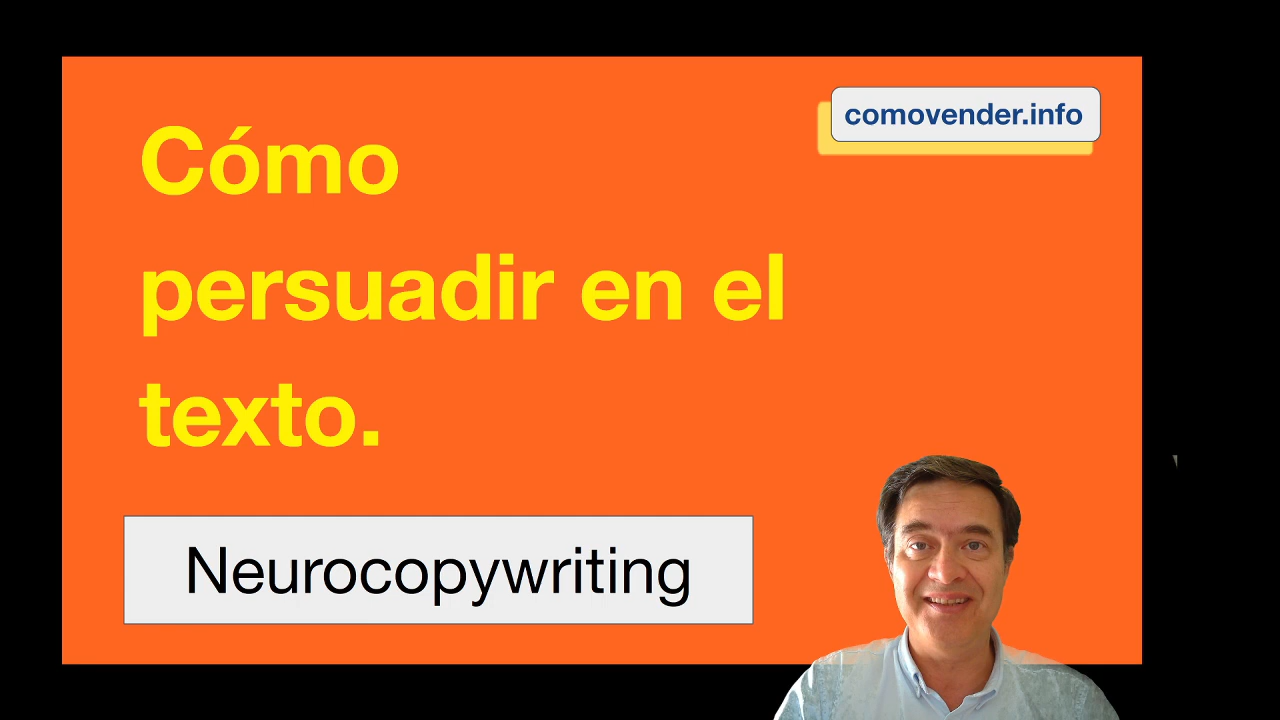 comovender.info
Cómo
persuadir en el
texto.
Neurocopywriting